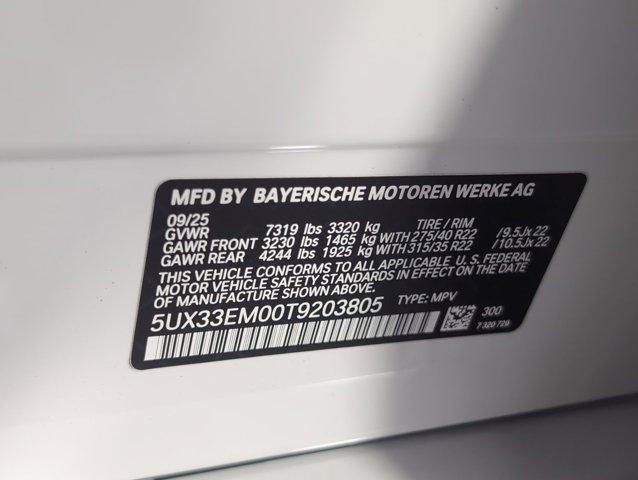 MFD BY BAYERISCHE MOTOREN WERKE AG
09/25
GVWR 7319 lbs 3320 kg TIRE / RIM
GAWR FRONT 3230 lbs 1465 kg WITH 275/40 R22 / 9.5Jx22
GAWR REAR 4244 lbs 1925 kg WITH 315/35 R22 / 10.5Jx22
THIS VEHICLE CONFORMS TO ALL APPLICABLE U.S. FEDERAL
MOTOR VEHICLE SAFETY STANDARDS IN EFFECT ON THE DATE
OF MANUFACTURE SHOWN ABOVE.
5UX33EM00T9203805 TYPE: MPV
300
7 320 729